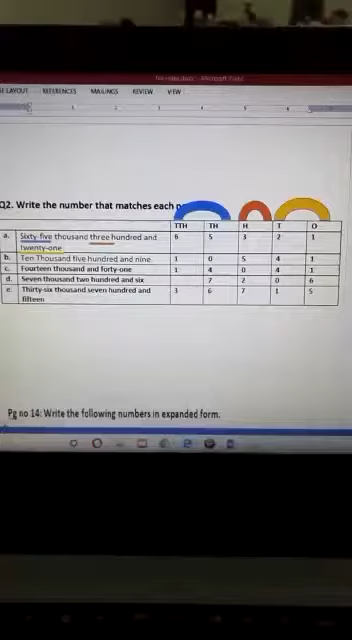 REFERENCES MAILINGS REVIEW VIEW
Q2. Write the number that matches each
TTH TH H T O
a. Sixty-five thousand three hundred and 6 5 3 2 1
twenty-one
b. Ten Thousand five hundred and nine 1 0 5 4 1
c. Fourteen thousand and forty-one 1 4 0 4 1
d. Seven thousand two hundred and six 7 2 0 6
e. Thirty-six thousand seven hundred and 3 6 7 1 5
fifteen
Pg no 14: Write the following numbers in expanded form.